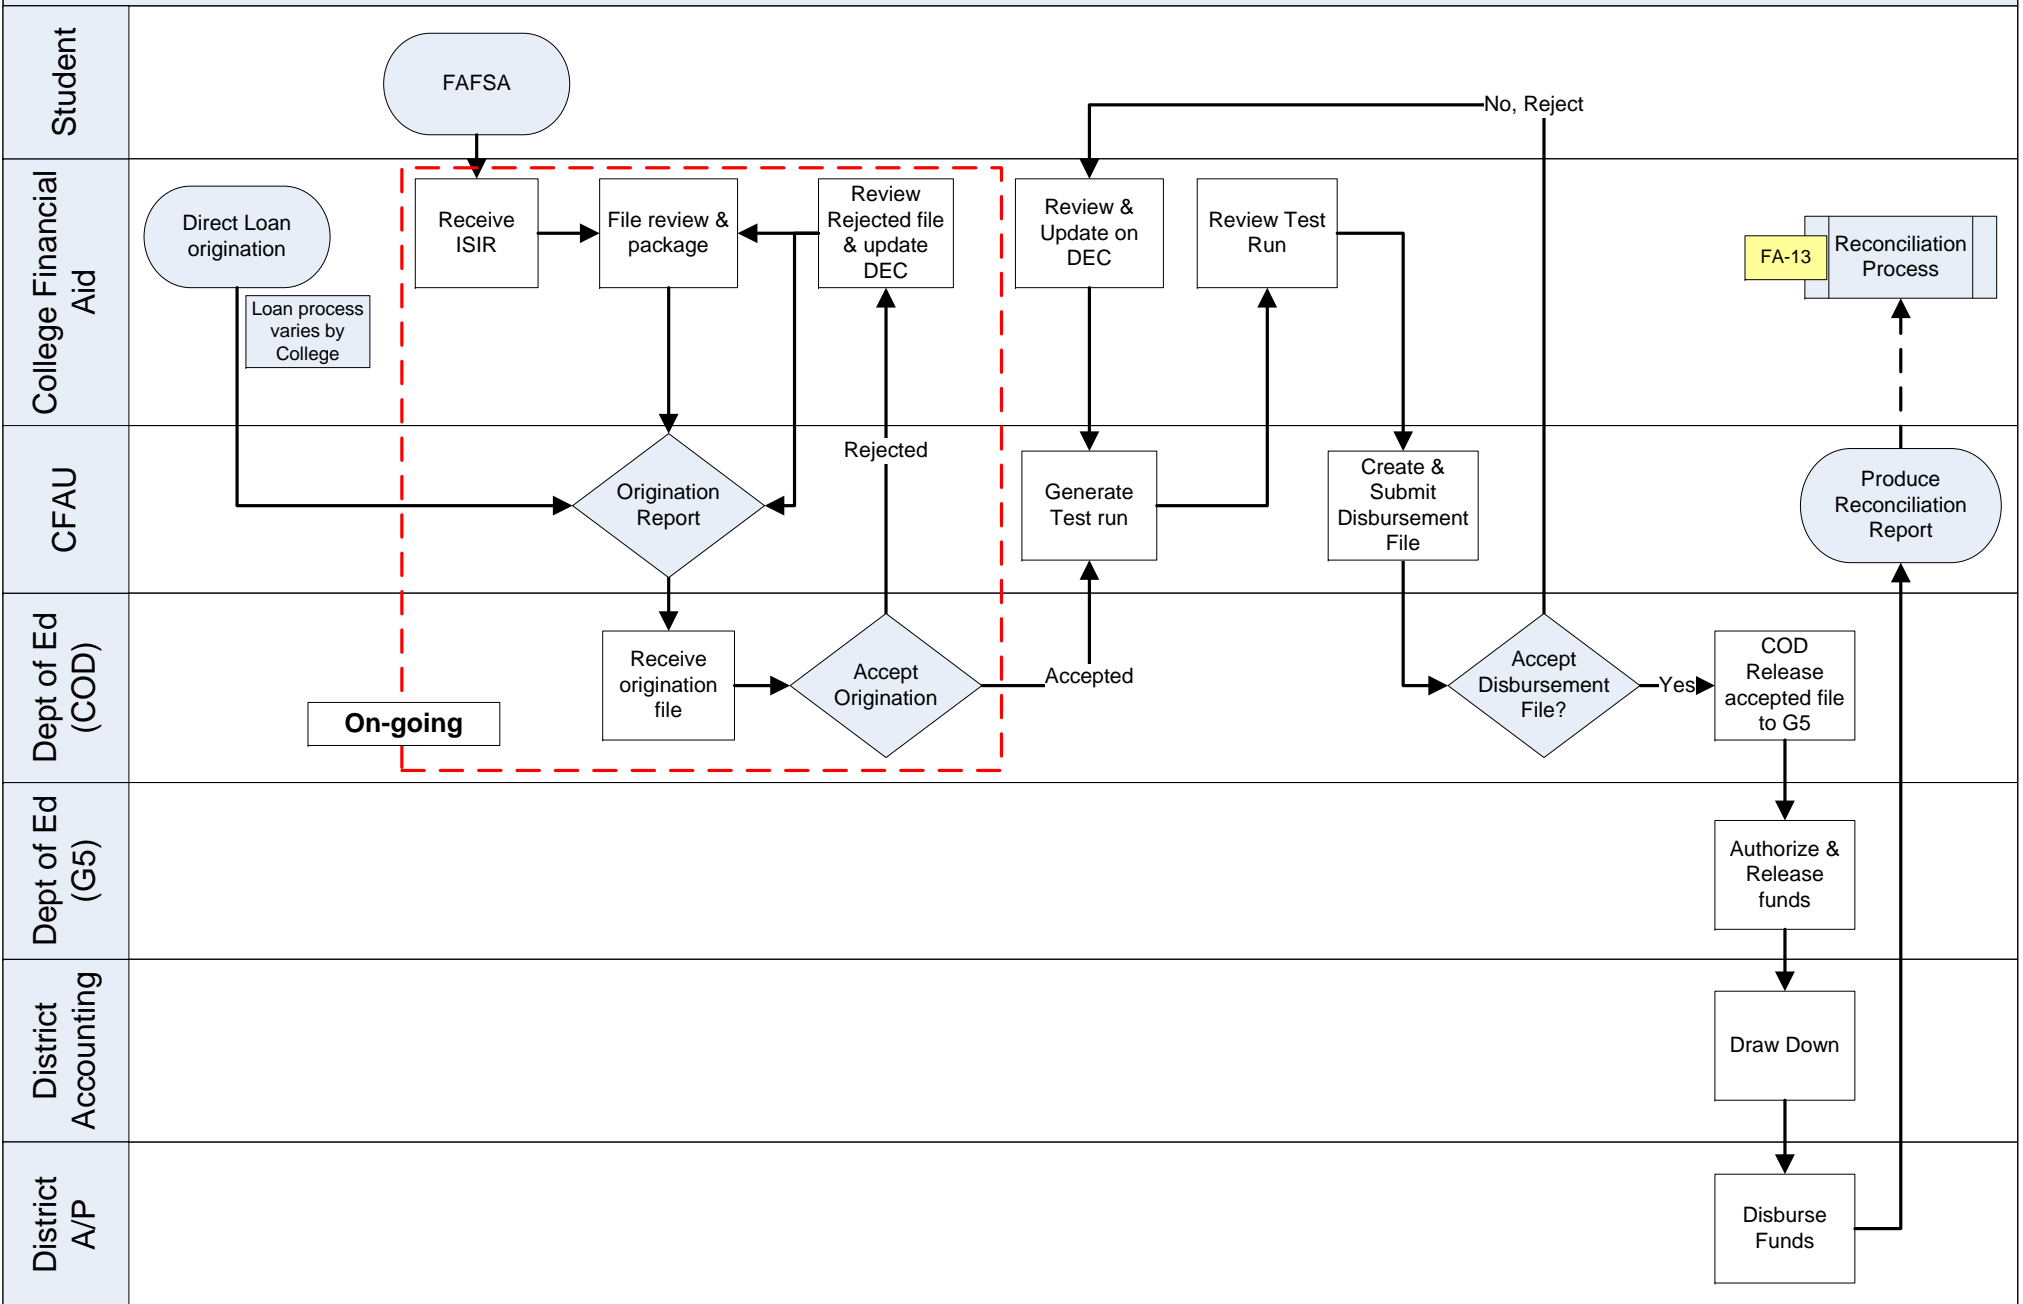 Student
FAFSA
No, Reject
College Financial
Aid
Direct Loan
origination
Loan process
varies by
College
Receive
ISIR
File review &
package
Review
Rejected file
& update
DEC
Review &
Update on
DEC
Review Test
Run
FA-13
Reconciliation
Process
CFAU
Origination
Report
Rejected
Generate
Test run
Create &
Submit
Disbursement
File
Produce
Reconciliation
Report
Dept of Ed
(COD)
On-going
Receive
origination
file
Accept
Origination
Accepted
Accept
Disbursement
File?
Yes
COD
Release
accepted file
to G5
Dept of Ed
(G5)
Authorize &
Release
funds
District
Accounting
Draw Down
District
A/P
Disburse
Funds